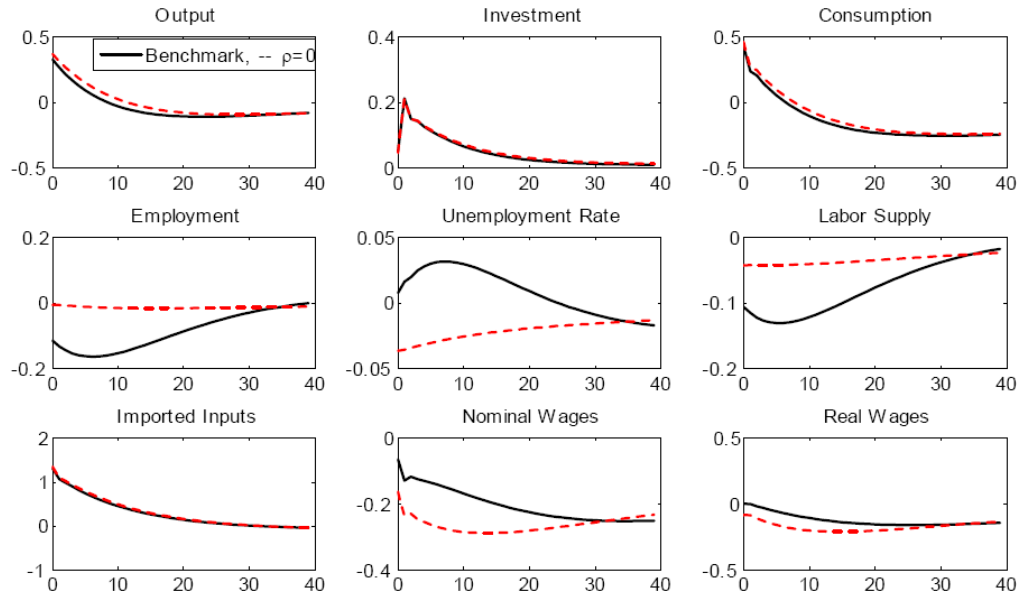 Output Investment Consumption
0.5
0
-0.5
0 10 20 30 40
Benchmark, -- ρ=0
0.4
0.2
0
0 10 20 30 40
0.5
0
-0.5
0 10 20 30 40
Employment Unemployment Rate Labor Supply
0.2
0
-0.2
0 10 20 30 40
0.05
0
-0.05
0 10 20 30 40
0
-0.1
-0.2
0 10 20 30 40
Imported Inputs Nominal Wages Real Wages
2
1
0
-1
0 10 20 30 40
0
-0.2
-0.4
0 10 20 30 40
0.5
0
-0.5
0 10 20 30 40